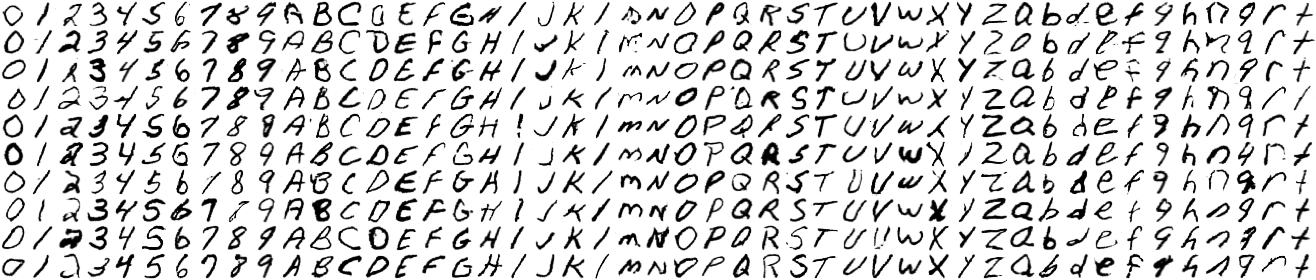 0 1 2 3 4 5 6 7 8 9 A B C D E F G H I J K l m N O P Q R S T U V w X Y Z a b d e f g h n q r t
0 1 2 3 4 5 6 7 8 9 A B C D E F G H I J K l m N O P Q R S T U V w X Y Z a b d e f g h n q r t
0 1 2 3 4 5 6 7 8 9 A B C D E F G H I J K l m N O P Q R S T U V w X Y Z a b d e f g h n q r t
0 1 2 3 4 5 6 7 8 9 A B C D E F G H I J K l m N O P Q R S T U V w X Y Z a b d e f g h n q r t
0 1 2 3 4 5 6 7 8 9 A B C D E F G H ! J K l m N O P Q R S T U V w X Y Z a b d e f g h n q r t
0 1 2 3 4 5 6 7 8 9 A B C D E F G H I J K l m N O P Q R S T U V w X Y Z a b d e f g h n q r t
0 1 2 3 4 5 6 7 8 9 A B C D E F G H I J K l m N O P Q R S T U V w X Y Z a b d e f g h n q r t
0 1 2 3 4 5 6 7 8 9 A B C D E F G H I J K l m N O P Q R S T U V w X Y Z a b d e f g h n q r t
0 1 2 3 4 5 6 7 8 9 A B C D E F G H I J K l m N O P Q R S T U V w X Y Z a b d e f g h n q r t
0 1 2 3 4 5 6 7 8 9 A B C D E F G H I J K l m N O P Q R S T U V w X Y Z a b d e f g h n q r t